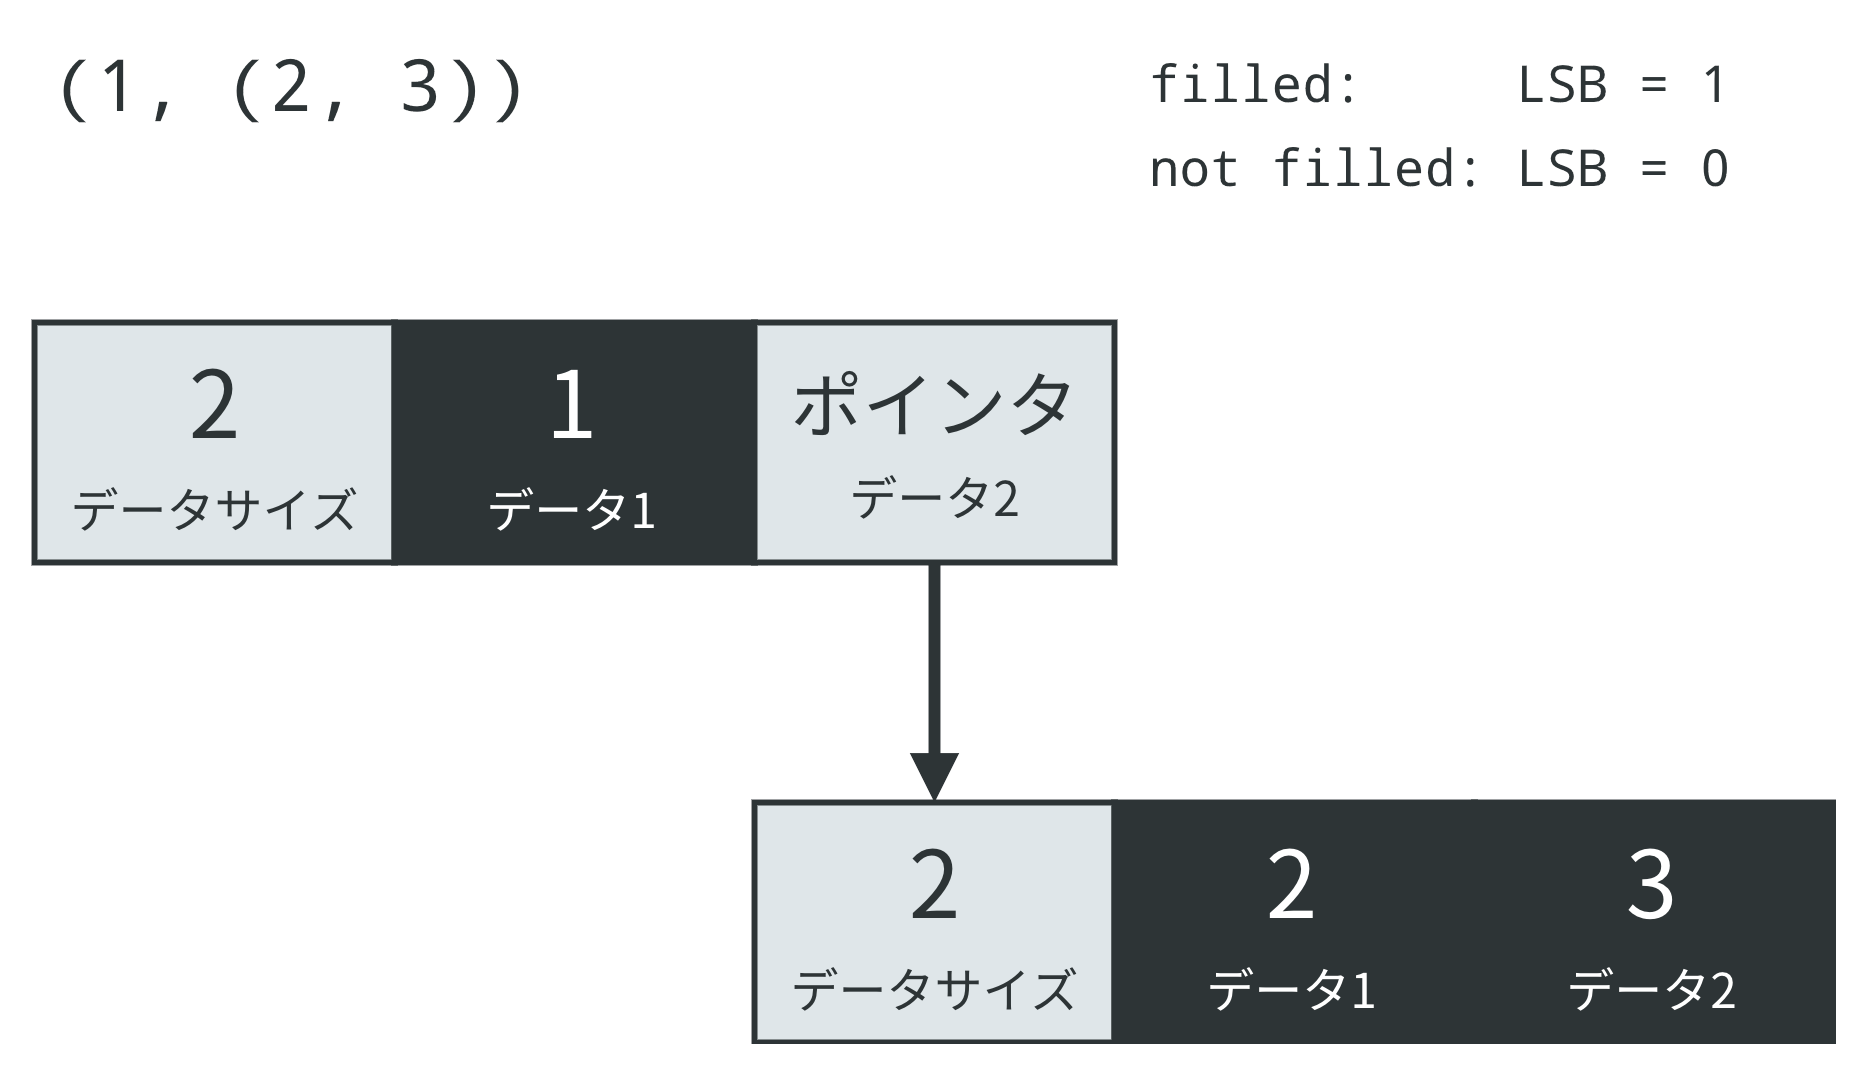 (1, (2, 3))
filled: LSB = 1
not filled: LSB = 0
2
データサイズ
1
データ1
ポインタ
データ2
2
データサイズ
2
データ1
3
データ2